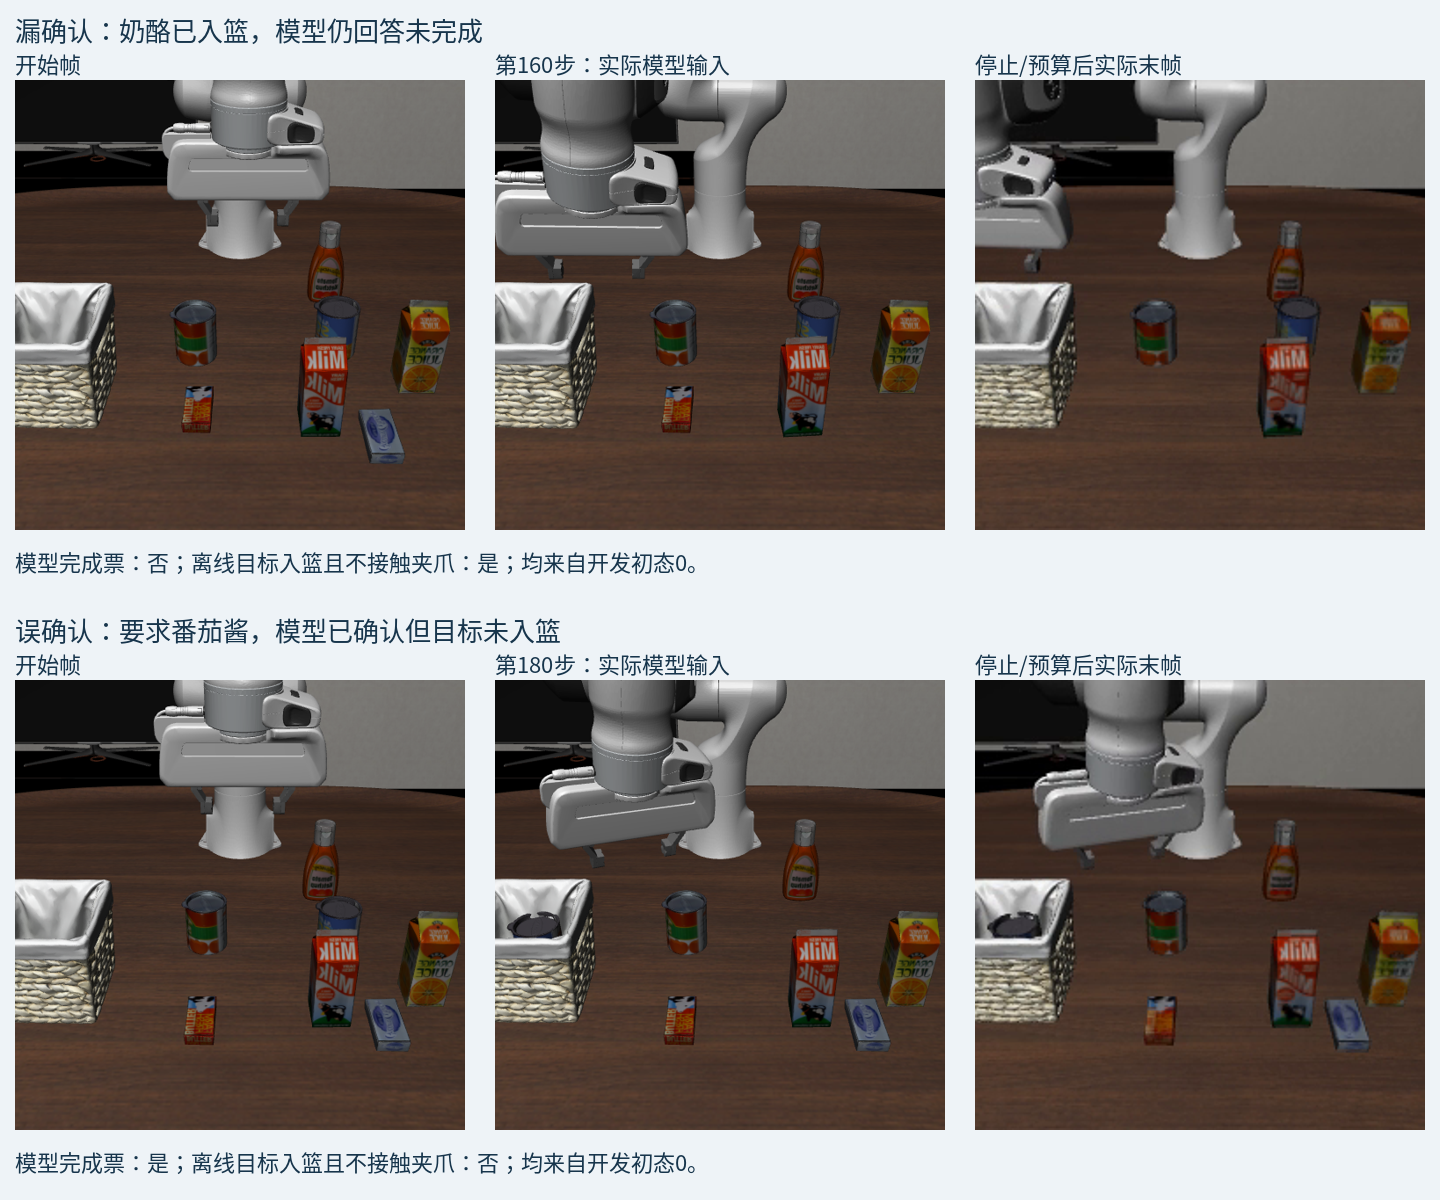 漏确认：奶酪已入篮，模型仍回答未完成
开始帧
第160步：实际模型输入
停止/预算后实际末帧
模型完成票：否；离线目标入篮且不接触夹爪：是；均来自开发初态0。
误确认：要求番茄酱，模型已确认但目标未入篮
开始帧
第180步：实际模型输入
停止/预算后实际末帧
模型完成票：是；离线目标入篮且不接触夹爪：否；均来自开发初态0。